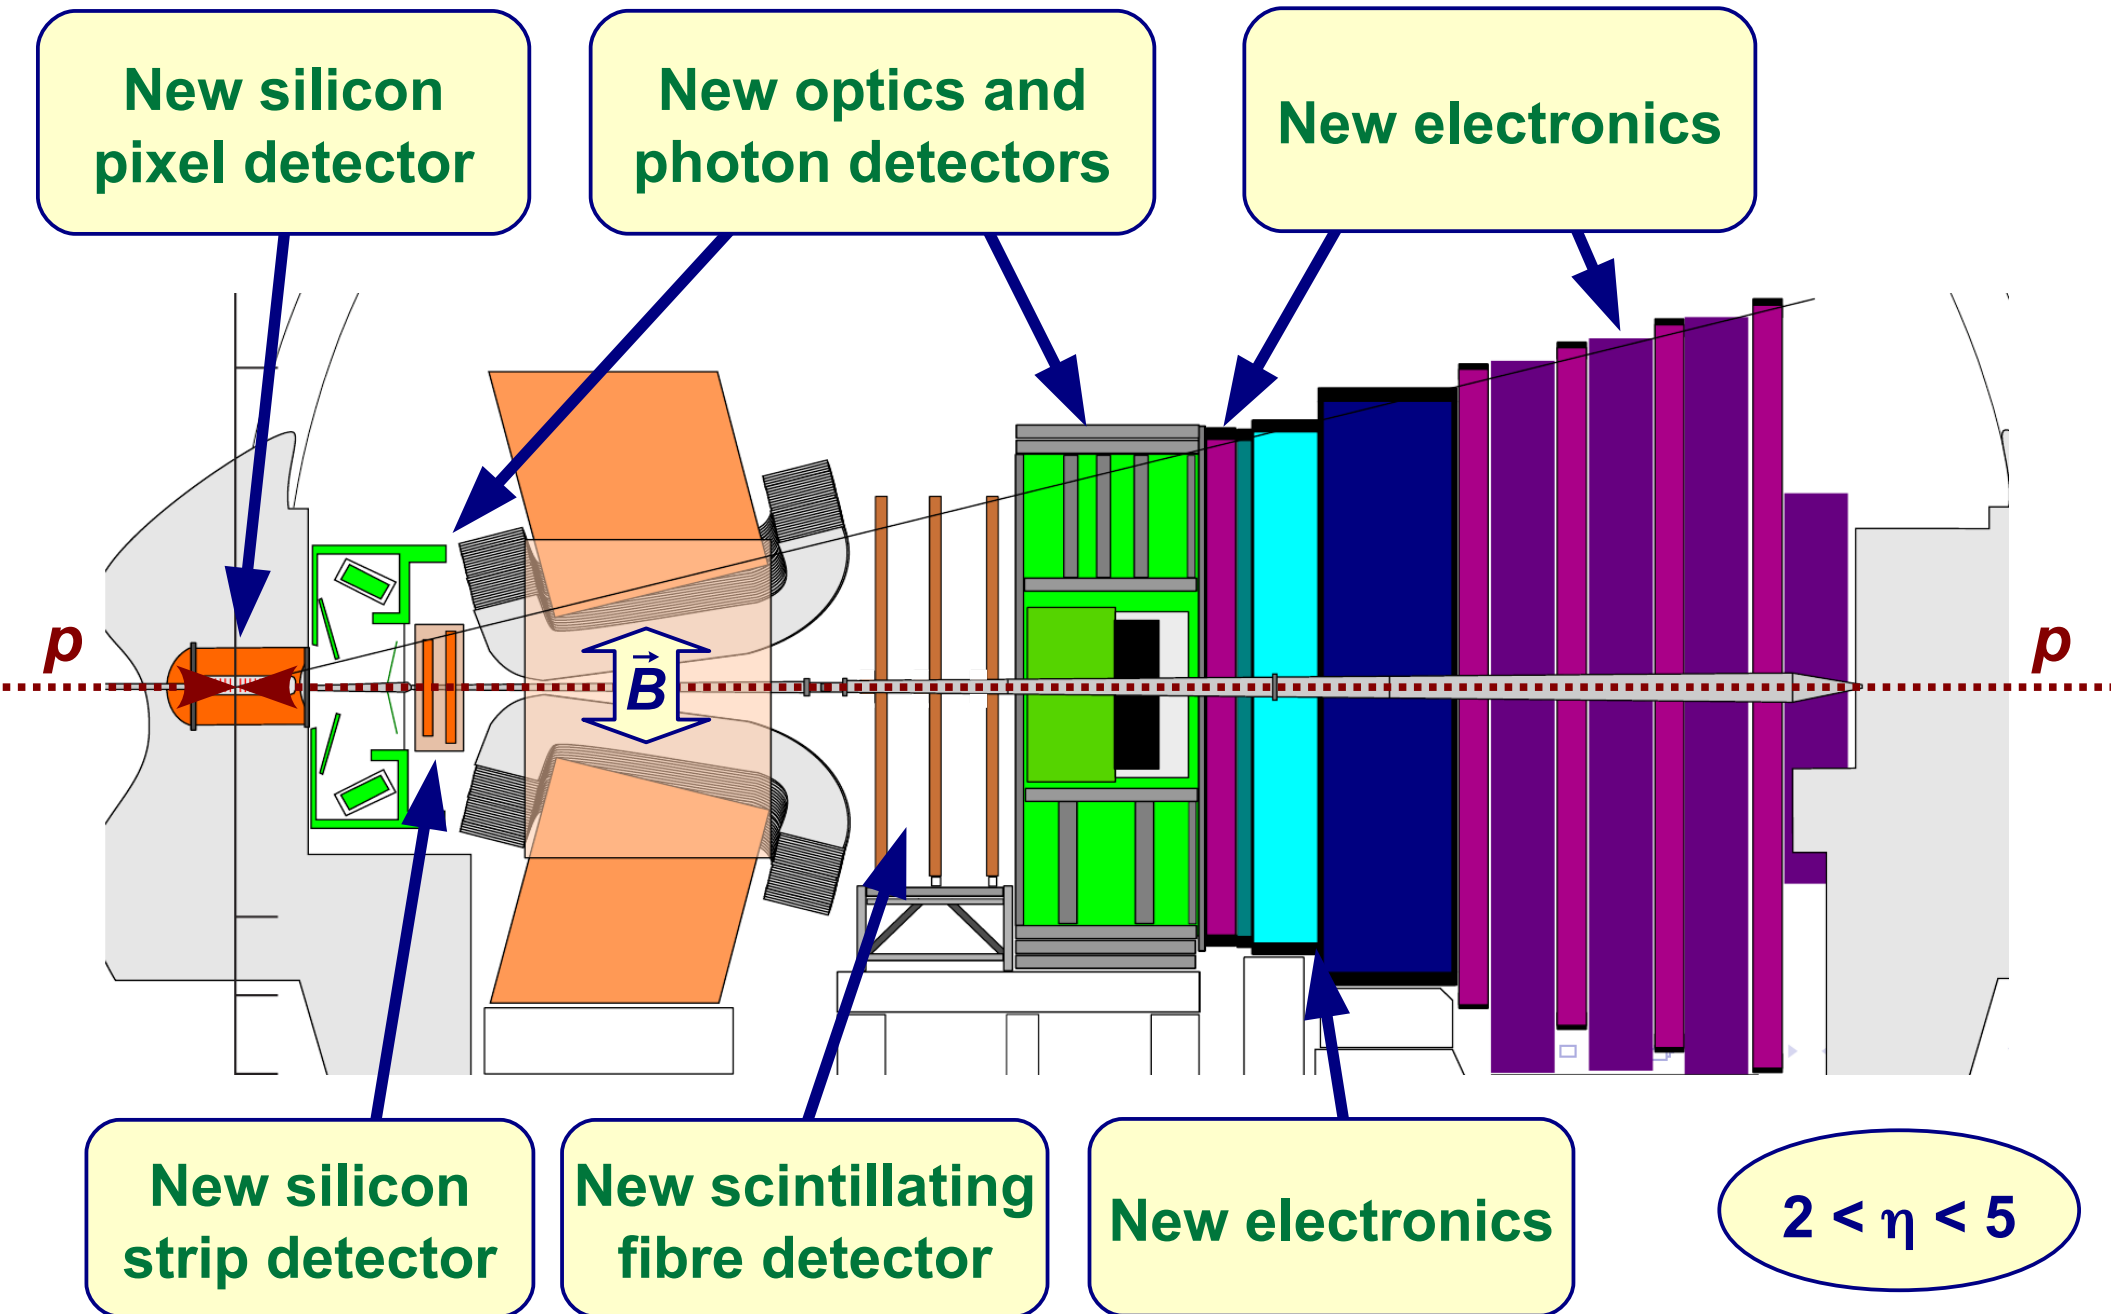 New silicon
pixel detector
New optics and
photon detectors
New electronics
p
B
p
New silicon
strip detector
New scintillating
fibre detector
New electronics
2 < η < 5